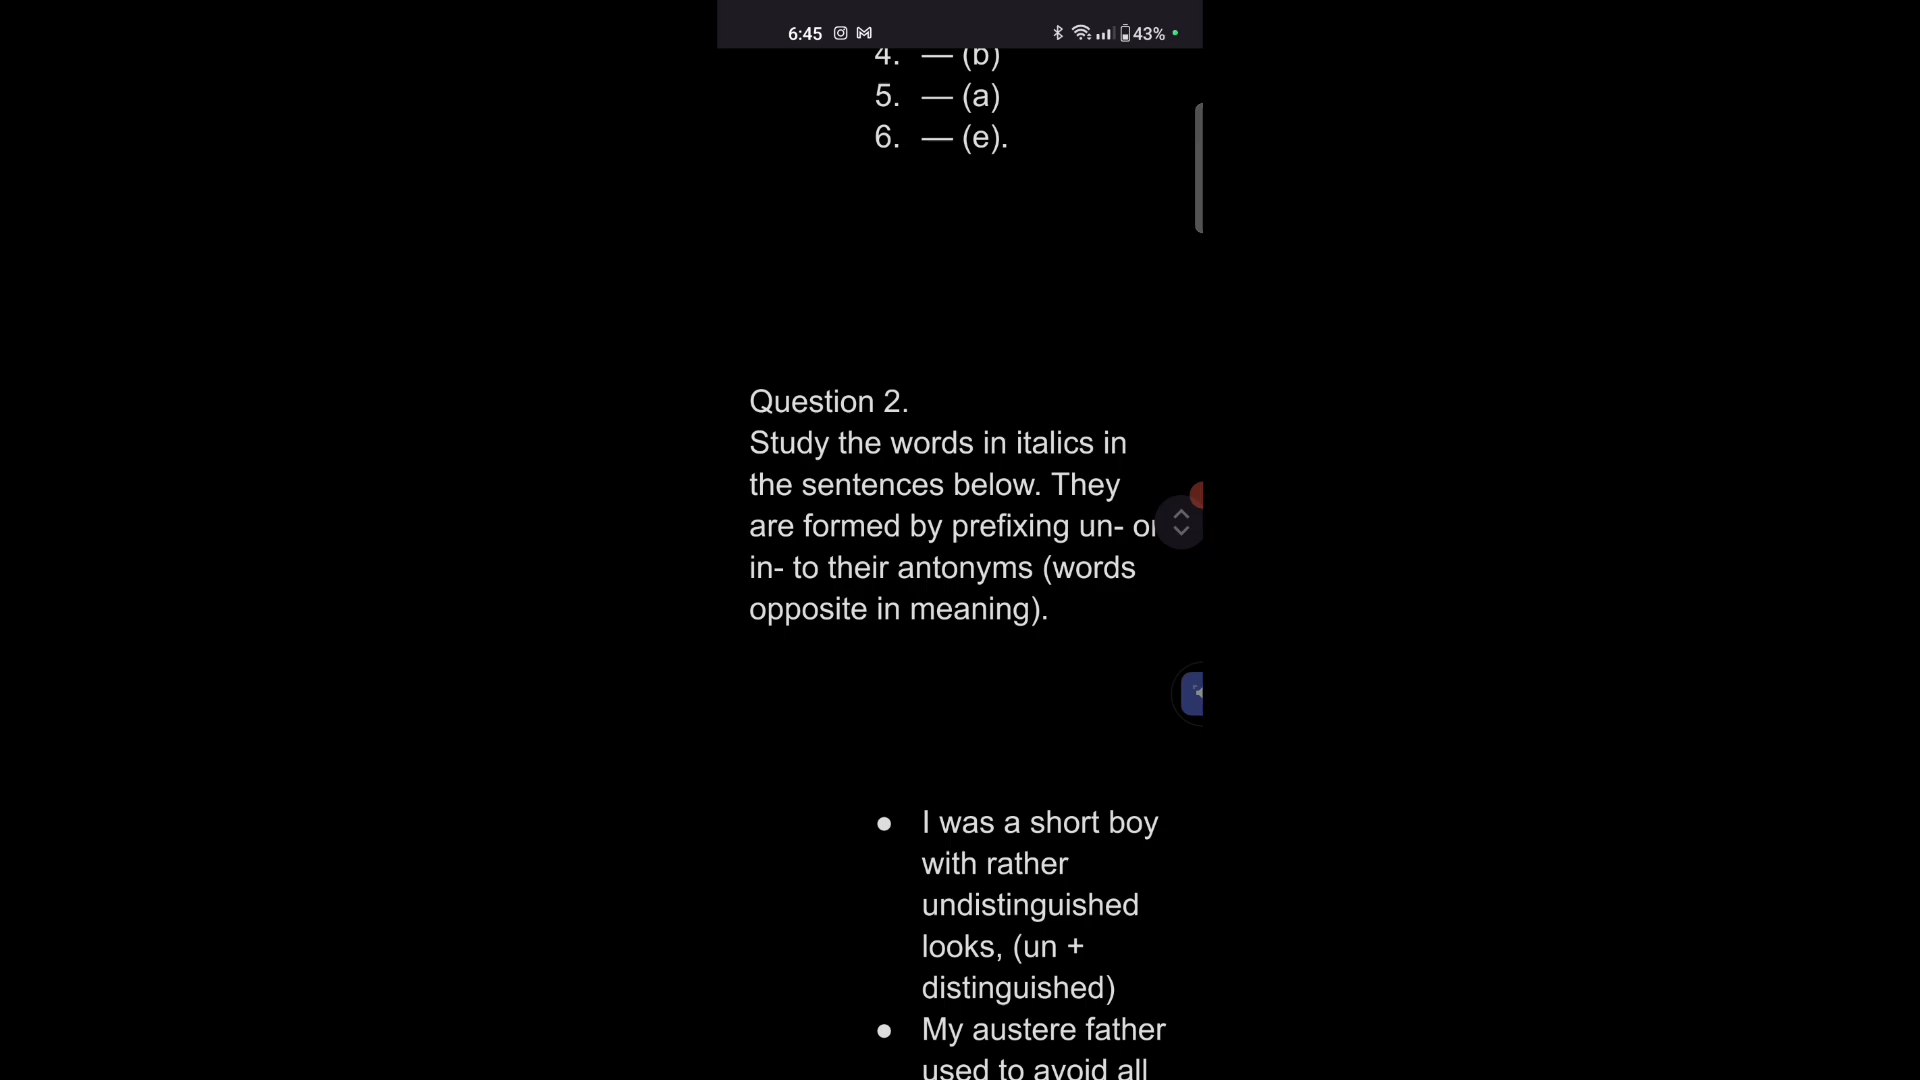 6:45 43%
4. — (b)
5. — (a)
6. — (e).
Question 2.
Study the words in italics in
the sentences below. They
are formed by prefixing un- or
in- to their antonyms (words
opposite in meaning).
● I was a short boy
with rather
undistinguished
looks, (un +
distinguished)
● My austere father
used to avoid all